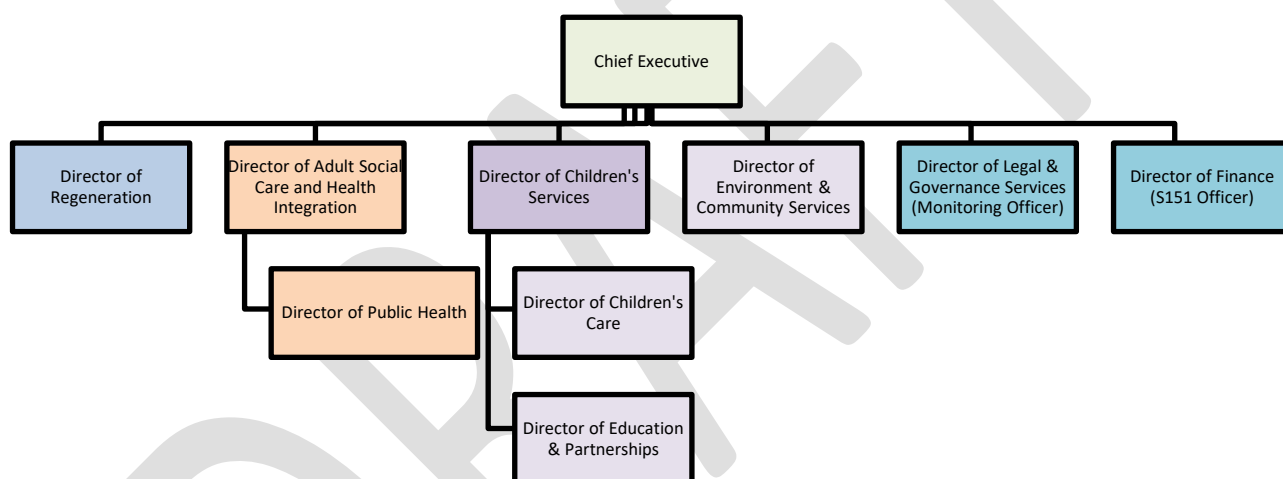 Chief Executive
Director of
Regeneration
Director of Adult Social
Care and Health
Integration
Director of Children's
Services
Director of
Environment &
Community Services
Director of Legal &
Governance Services
(Monitoring Officer)
Director of Finance
(S151 Officer)
Director of Public Health
Director of Children's
Care
Director of Education
& Partnerships
DRAFT